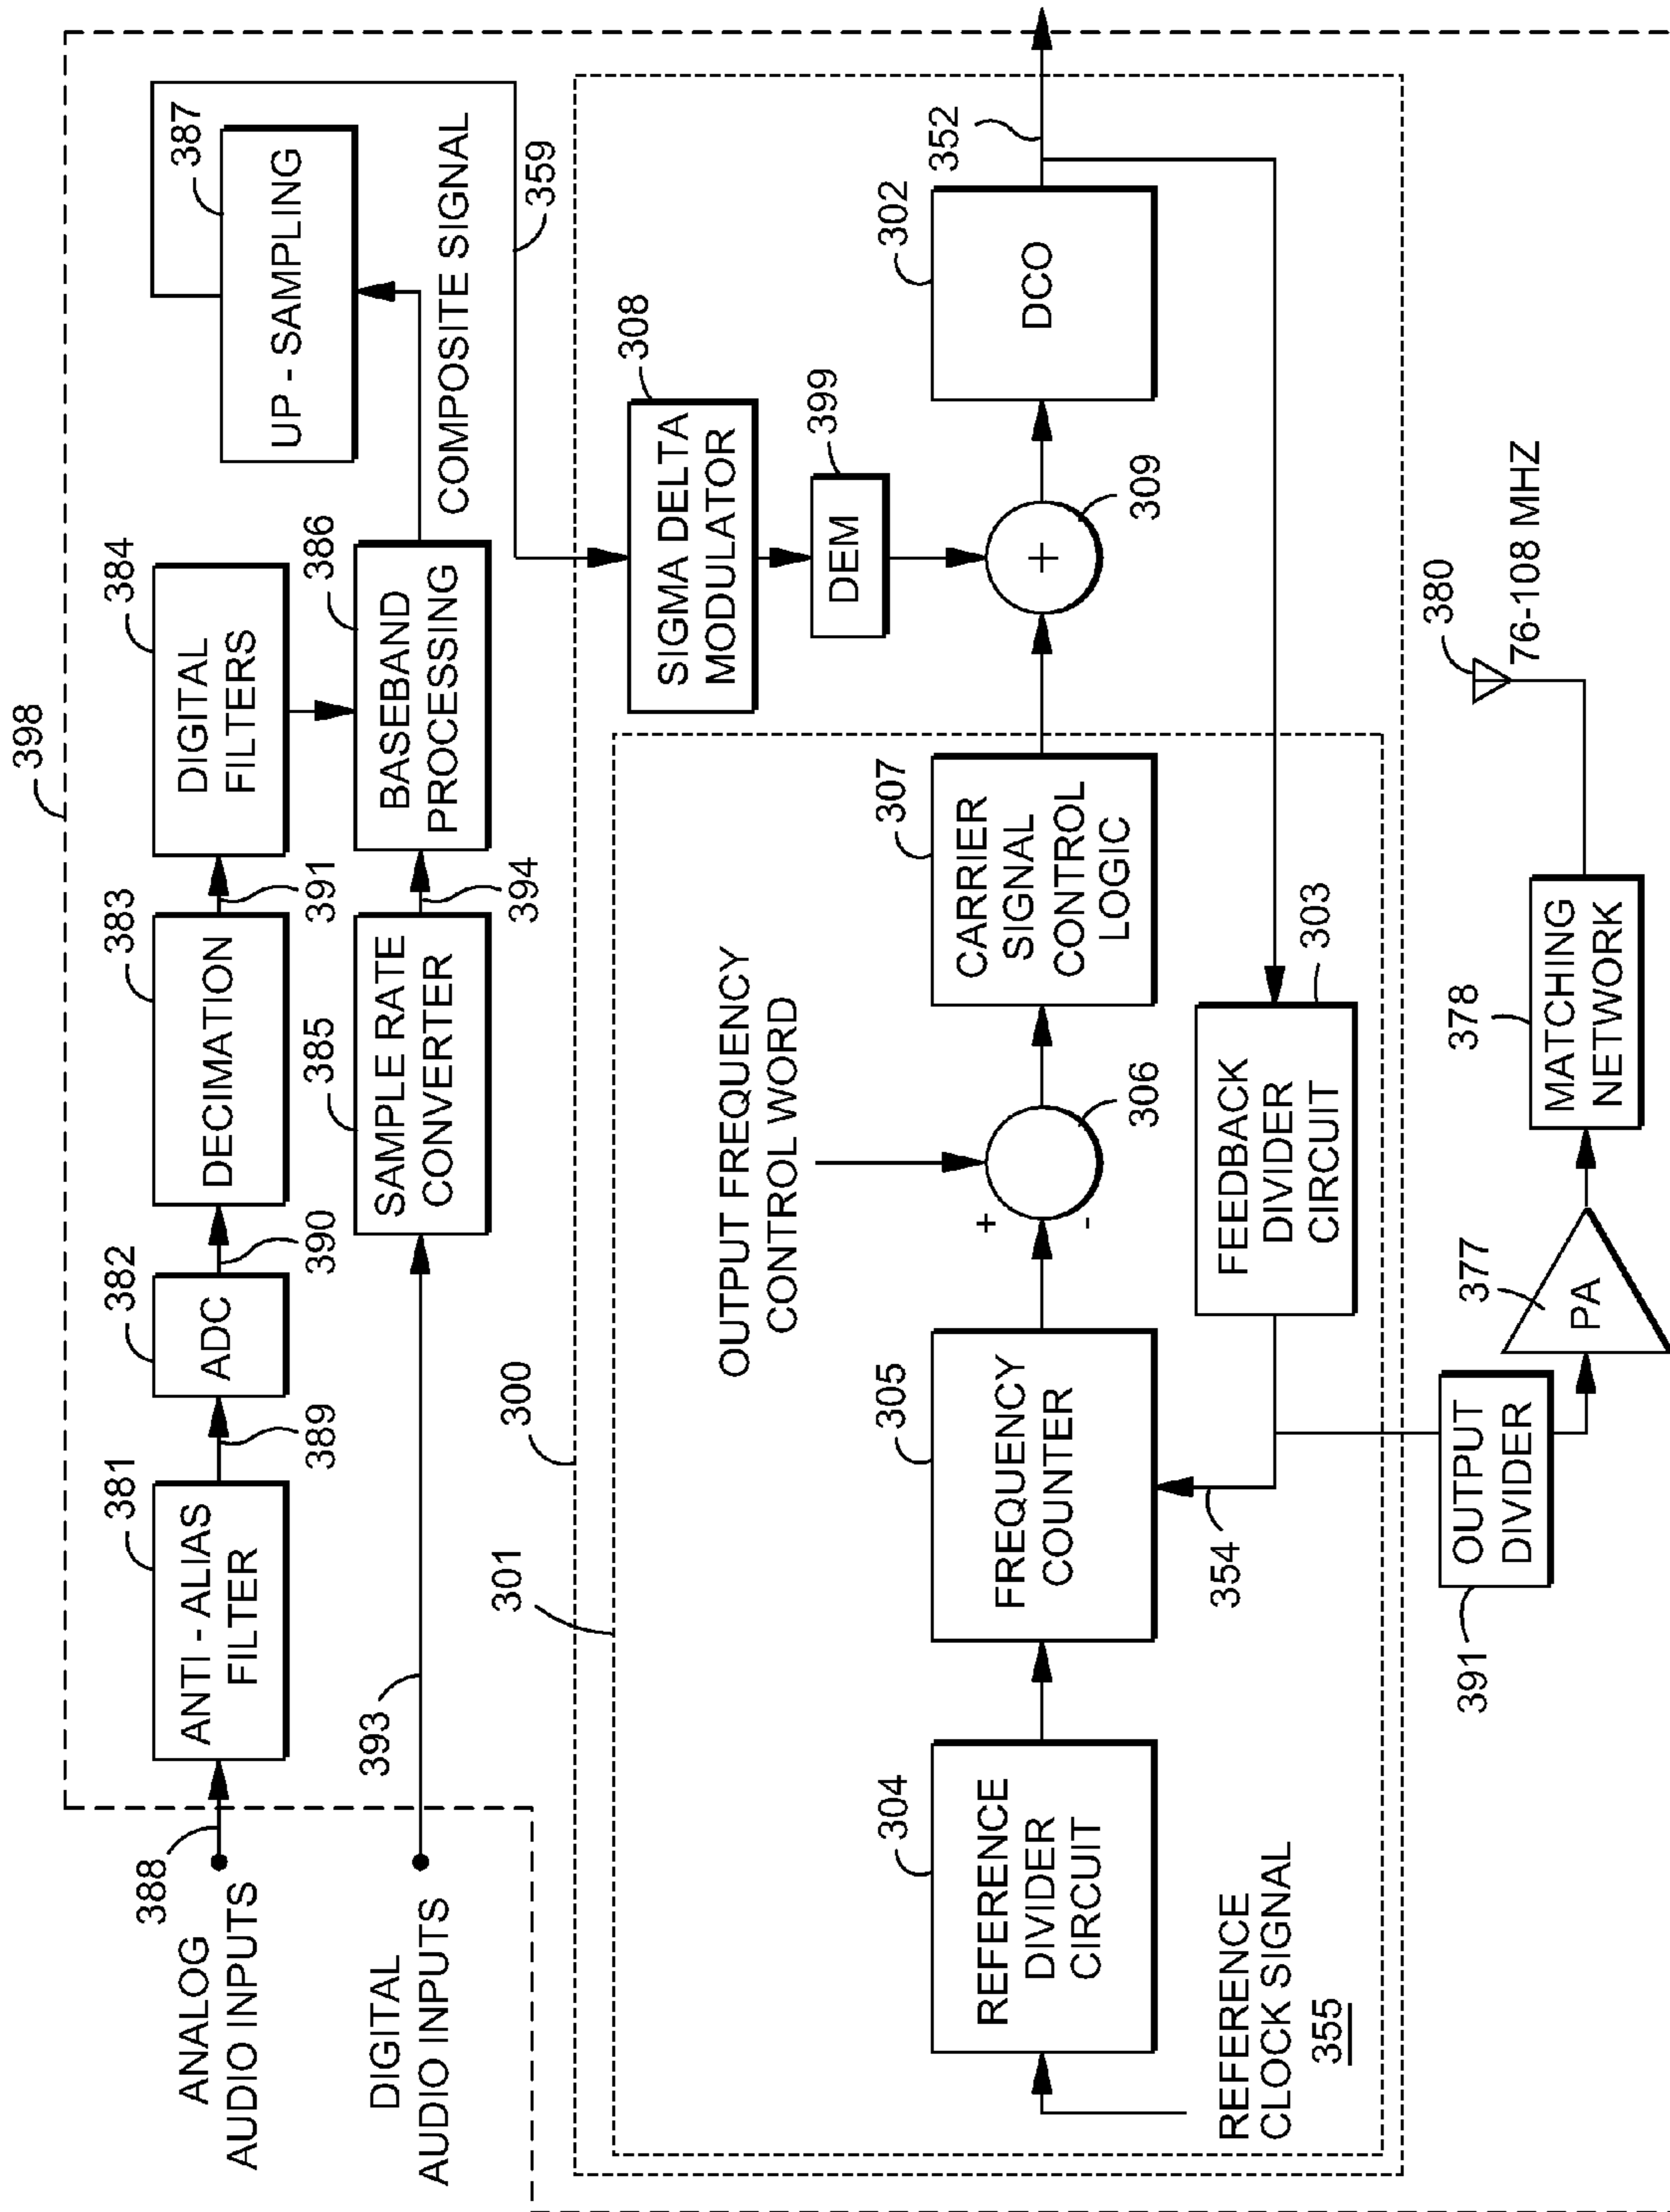 398
ANALOG
AUDIO INPUTS
388
381
ANTI - ALIAS
FILTER
389
382
ADC
390
383
DECIMATION
391
384
DIGITAL
FILTERS
387
UP - SAMPLING
DIGITAL
AUDIO INPUTS
393
385
SAMPLE RATE
CONVERTER
394
386
BASEBAND
PROCESSING
COMPOSITE SIGNAL
359
300
301
308
SIGMA DELTA
MODULATOR
399
DEM
OUTPUT FREQUENCY
CONTROL WORD
304
REFERENCE
DIVIDER
CIRCUIT
305
FREQUENCY
COUNTER
+
-
306
307
CARRIER
SIGNAL
CONTROL
LOGIC
+
309
302
DCO
352
REFERENCE
CLOCK SIGNAL
355
354
303
FEEDBACK
DIVIDER
CIRCUIT
391
OUTPUT
DIVIDER
377
PA
378
MATCHING
NETWORK
380
76-108 MHZ